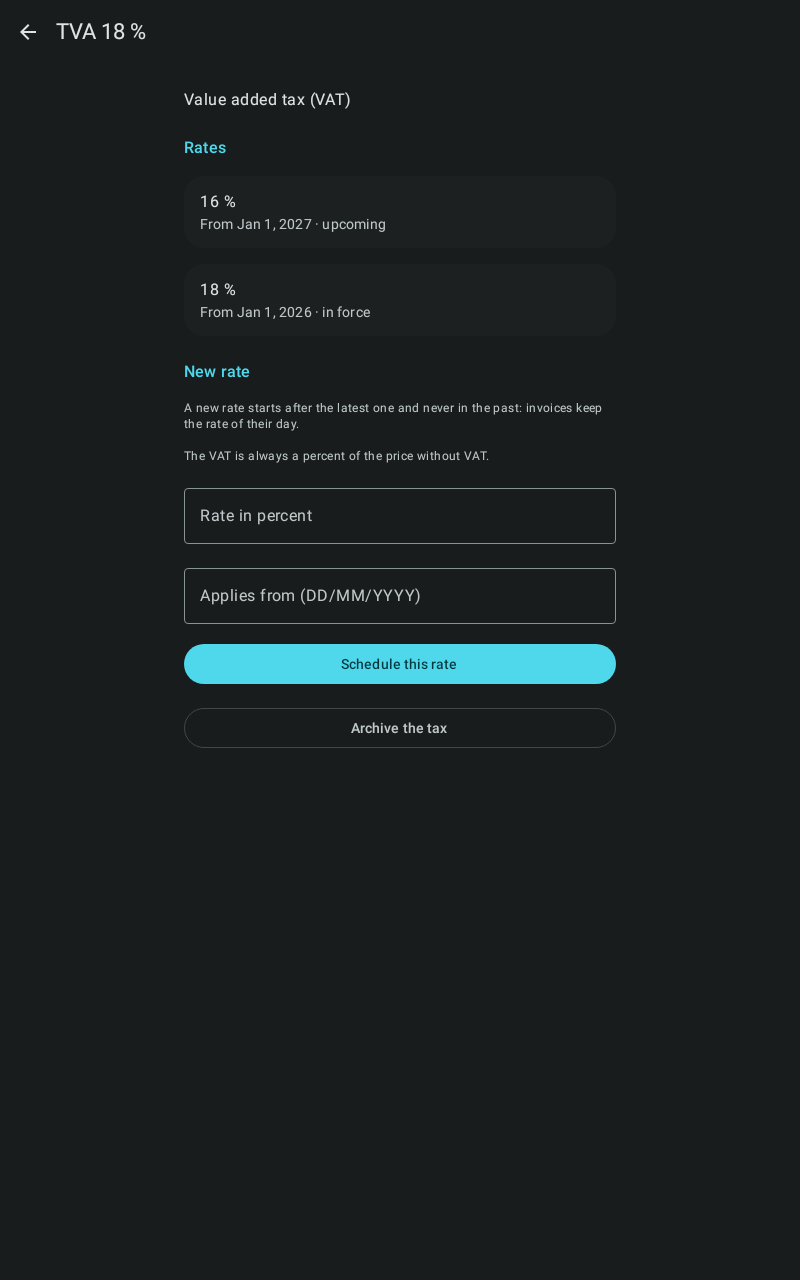 TVA 18 %
Value added tax (VAT)
Rates
16 %
From Jan 1, 2027 · upcoming
18 %
From Jan 1, 2026 · in force
New rate
A new rate starts after the latest one and never in the past: invoices keep
the rate of their day.
The VAT is always a percent of the price without VAT.
Rate in percent
Applies from (DD/MM/YYYY)
Schedule this rate
Archive the tax